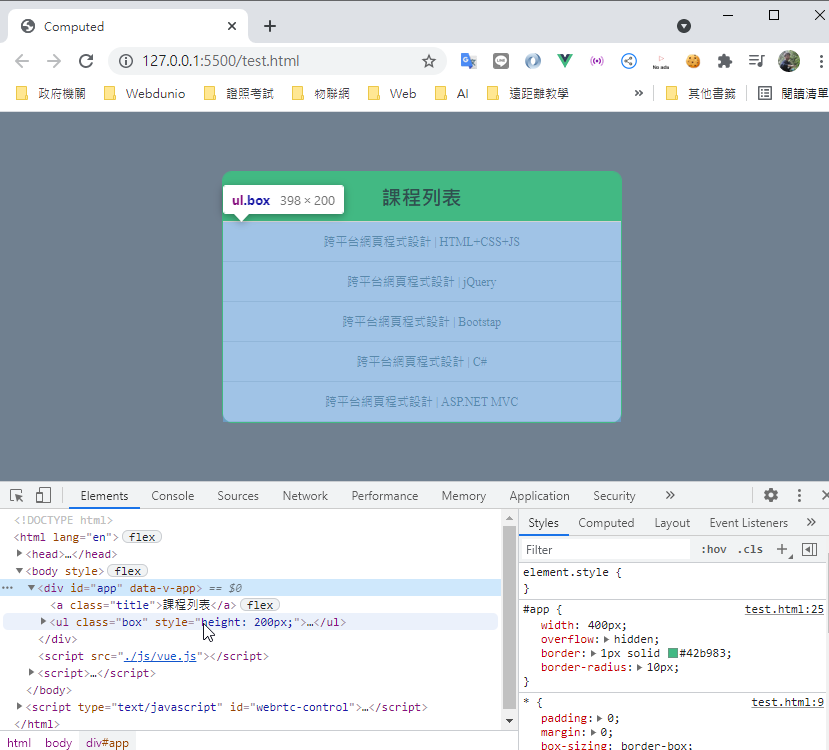 Computed
127.0.0.1:5500/test.html
政府機關 Webdunio 證照考試 物聯網 Web AI 遠距離教學 » 其他書籤 閱讀清單
課程列表
ul.box 398 × 200
跨平台網頁程式設計 | HTML+CSS+JS
跨平台網頁程式設計 | jQuery
跨平台網頁程式設計 | Bootstap
跨平台網頁程式設計 | C#
跨平台網頁程式設計 | ASP.NET MVC
Elements Console Sources Network Performance Memory Application Security »
<!DOCTYPE html>
<html lang="en"> flex
<head>…</head>
<body style> flex
<div id="app" data-v-app> == $0
<a class="title">課程列表</a> flex
<ul class="box" style="height: 200px;">…</ul>
</div>
<script src="./js/vue.js"></script>
<script>…</script>
</body>
<script type="text/javascript" id="webrtc-control">…</script>
</html>
html body div#app
Styles Computed Layout Event Listeners »
Filter :hov .cls +
element.style {
}
#app { test.html:25
width: 400px;
overflow: hidden;
border: 1px solid #42b983;
border-radius: 10px;
}
* { test.html:9
padding: 0;
margin: 0;
box-sizing: border-box;